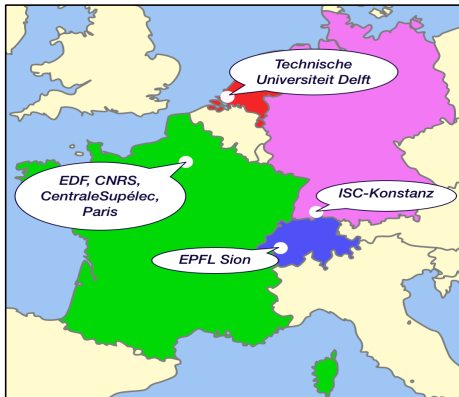 Technische
Universiteit Delft
EDF, CNRS,
CentraleSupélec,
Paris
ISC-Konstanz
EPFL Sion